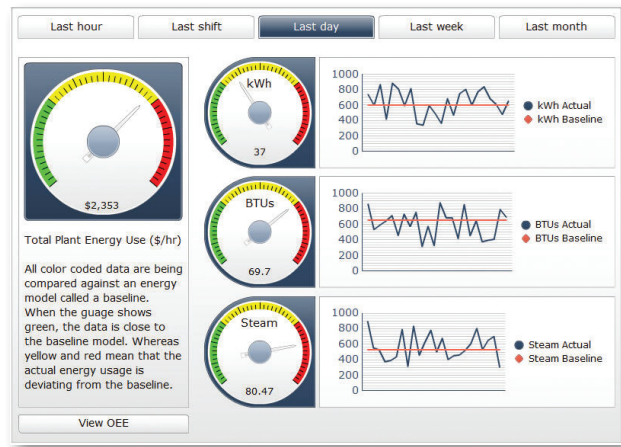 Last hour
Last shift
Last day
Last week
Last month
$2,353
Total Plant Energy Use ($/hr)
All color coded data are being
compared against an energy
model called a baseline.
When the guage shows
green, the data is close to
the baseline model. Whereas
yellow and red mean that the
actual energy usage is
deviating from the baseline.
View OEE
kWh
37
1000
800
600
400
200
0
kWh Actual
kWh Baseline
BTUs
69.7
1000
800
600
400
200
0
BTUs Actual
BTUs Baseline
Steam
80.47
1000
800
600
400
200
0
Steam Actual
Steam Baseline